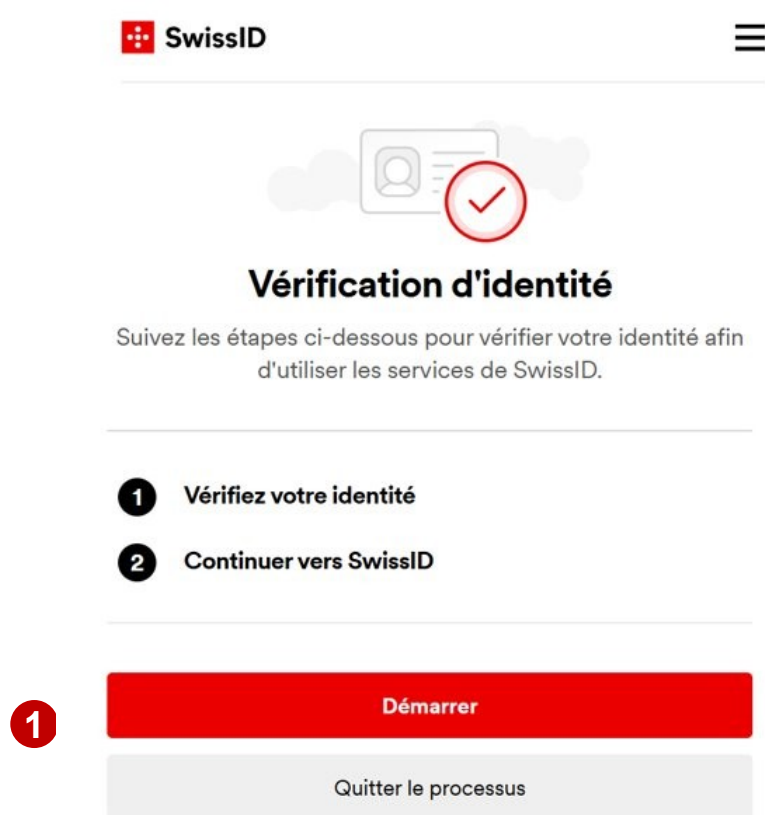 SwissID
Vérification d'identité
Suivez les étapes ci-dessous pour vérifier votre identité afin
d'utiliser les services de SwissID.
1 Vérifiez votre identité
2 Continuer vers SwissID
Démarrer
1
Quitter le processus